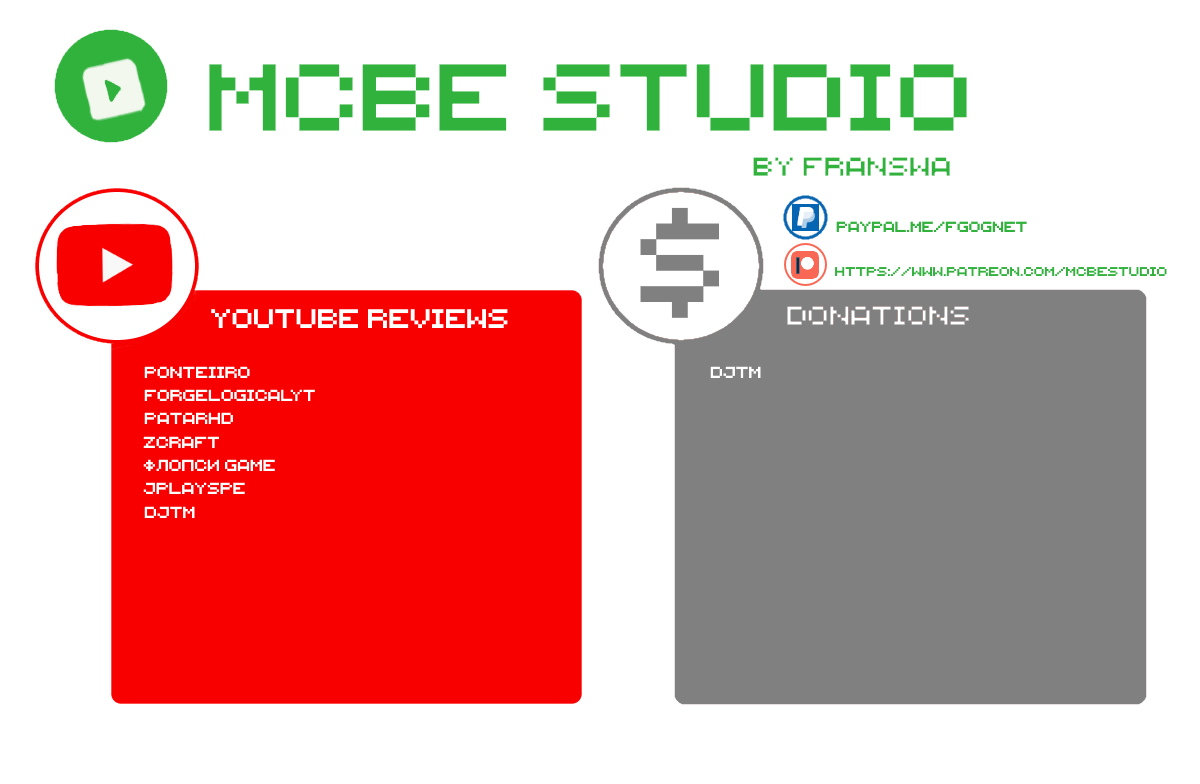 MCBE STUDIO
BY FRANSWA
PAYPAL.ME/FGOGNET
HTTPS://WWW.PATREON.COM/MCBESTUDIO
YOUTUBE REVIEWS
PONTEIIRO
FORGELOGICALYT
PATARHD
ZCRAFT
ФЛОПСИ GAME
JPLAYSPE
DJTM
DONATIONS
DJTM